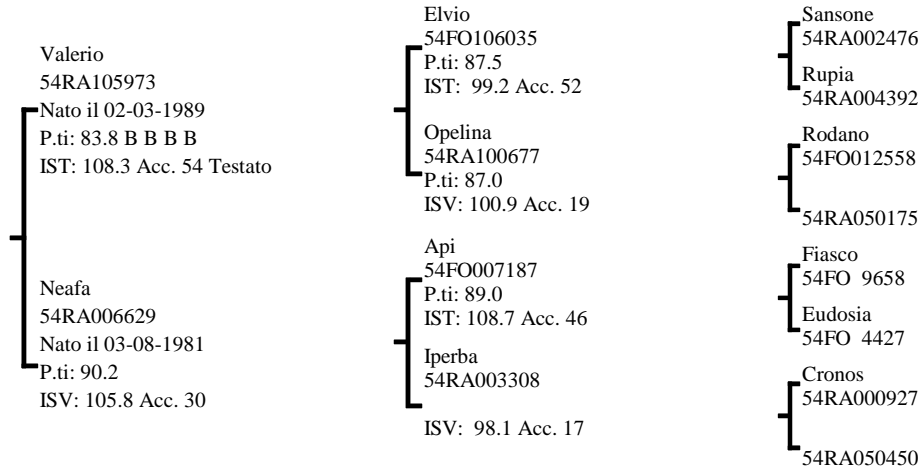 Valerio
54RA105973
Nato il 02-03-1989
P.ti: 83.8 B B B B
IST: 108.3 Acc. 54 Testato
Neafa
54RA006629
Nato il 03-08-1981
P.ti: 90.2
ISV: 105.8 Acc. 30
Elvio
54FO106035
P.ti: 87.5
IST: 99.2 Acc. 52
Opelina
54RA100677
P.ti: 87.0
ISV: 100.9 Acc. 19
Api
54FO007187
P.ti: 89.0
IST: 108.7 Acc. 46
Iperba
54RA003308
ISV: 98.1 Acc. 17
Sansone
54RA002476
Rupia
54RA004392
Rodano
54FO012558
54RA050175
Fiasco
54FO 9658
Eudosia
54FO 4427
Cronos
54RA000927
54RA050450